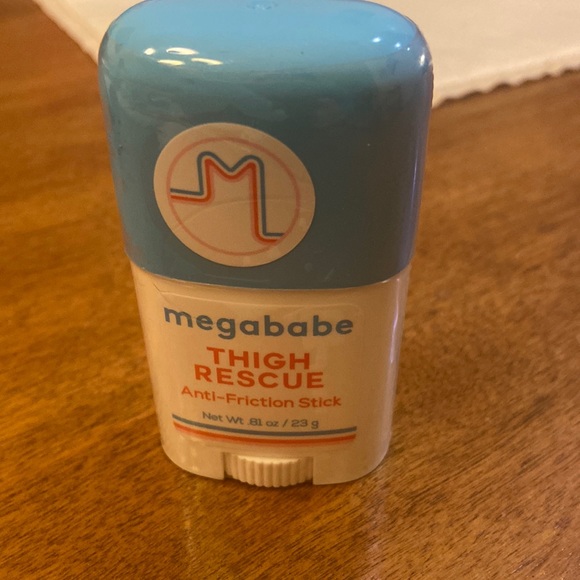 M
megababe
THIGH
RESCUE
Anti-Friction Stick
Net Wt .81 oz / 23 g